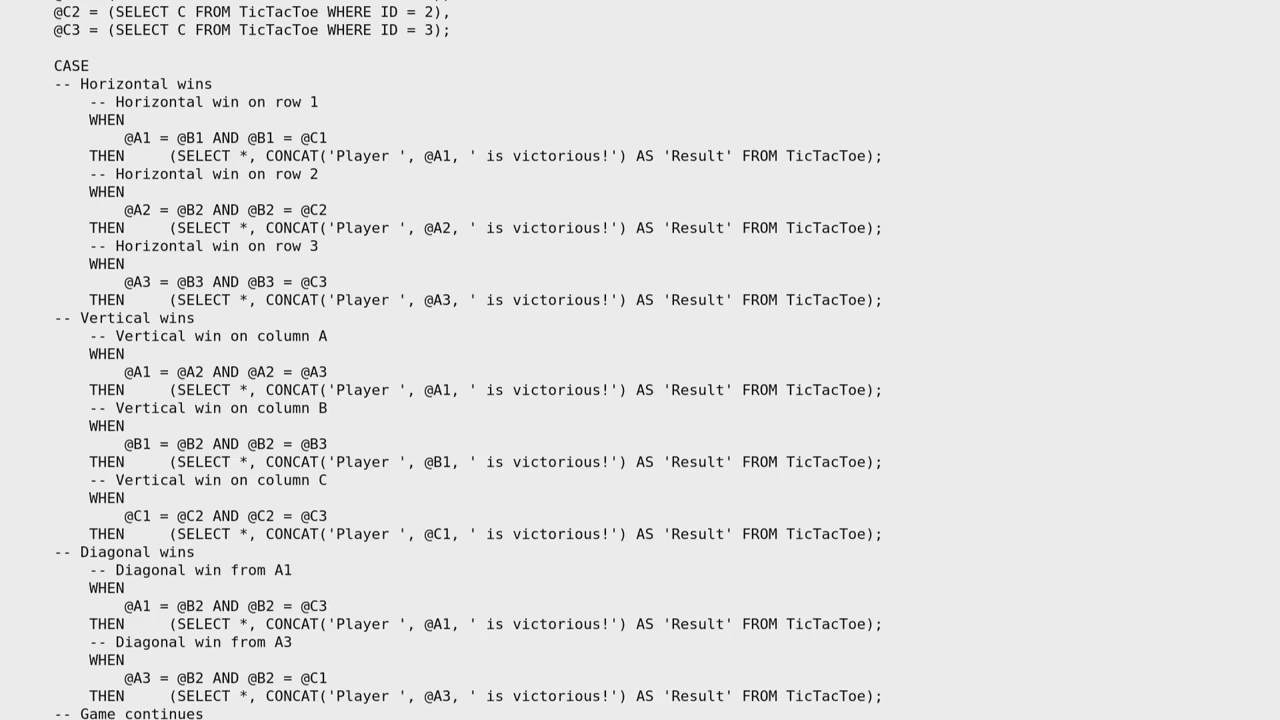 @C2 = (SELECT C FROM TicTacToe WHERE ID = 2),
@C3 = (SELECT C FROM TicTacToe WHERE ID = 3);
CASE
-- Horizontal wins
-- Horizontal win on row 1
WHEN
@A1 = @B1 AND @B1 = @C1
THEN (SELECT *, CONCAT('Player ', @A1, ' is victorious!') AS 'Result' FROM TicTacToe);
-- Horizontal win on row 2
WHEN
@A2 = @B2 AND @B2 = @C2
THEN (SELECT *, CONCAT('Player ', @A2, ' is victorious!') AS 'Result' FROM TicTacToe);
-- Horizontal win on row 3
WHEN
@A3 = @B3 AND @B3 = @C3
THEN (SELECT *, CONCAT('Player ', @A3, ' is victorious!') AS 'Result' FROM TicTacToe);
-- Vertical wins
-- Vertical win on column A
WHEN
@A1 = @A2 AND @A2 = @A3
THEN (SELECT *, CONCAT('Player ', @A1, ' is victorious!') AS 'Result' FROM TicTacToe);
-- Vertical win on column B
WHEN
@B1 = @B2 AND @B2 = @B3
THEN (SELECT *, CONCAT('Player ', @B1, ' is victorious!') AS 'Result' FROM TicTacToe);
-- Vertical win on column C
WHEN
@C1 = @C2 AND @C2 = @C3
THEN (SELECT *, CONCAT('Player ', @C1, ' is victorious!') AS 'Result' FROM TicTacToe);
-- Diagonal wins
-- Diagonal win from A1
WHEN
@A1 = @B2 AND @B2 = @C3
THEN (SELECT *, CONCAT('Player ', @A1, ' is victorious!') AS 'Result' FROM TicTacToe);
-- Diagonal win from A3
WHEN
@A3 = @B2 AND @B2 = @C1
THEN (SELECT *, CONCAT('Player ', @A3, ' is victorious!') AS 'Result' FROM TicTacToe);
-- Game continues